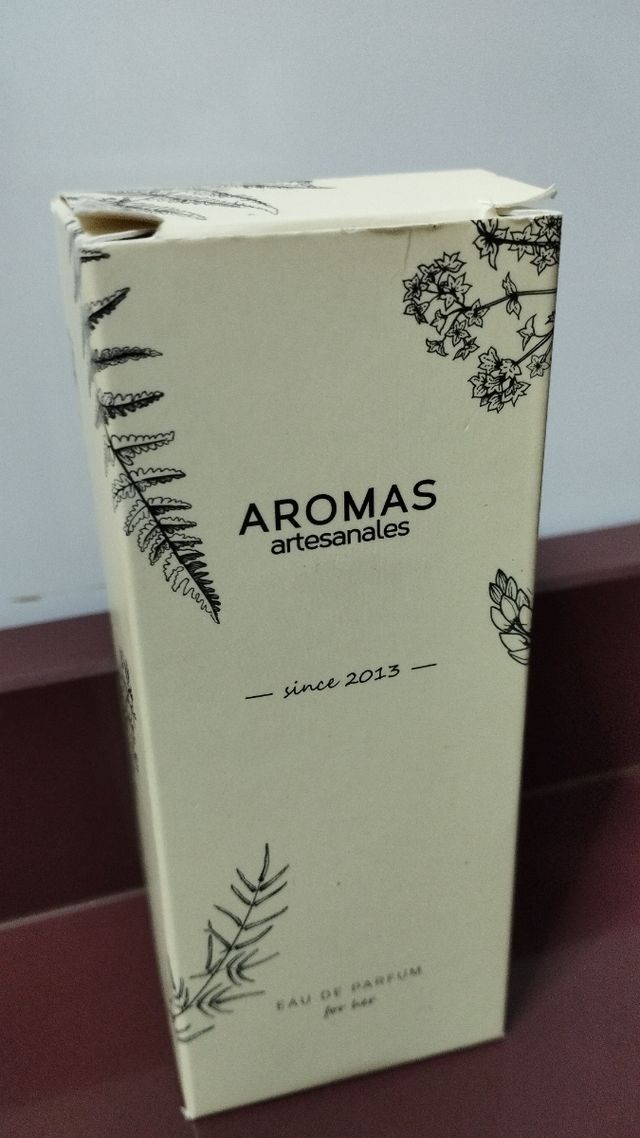 AROMAS
artesanales
— since 2013 —
EAU DE PARFUM
for her